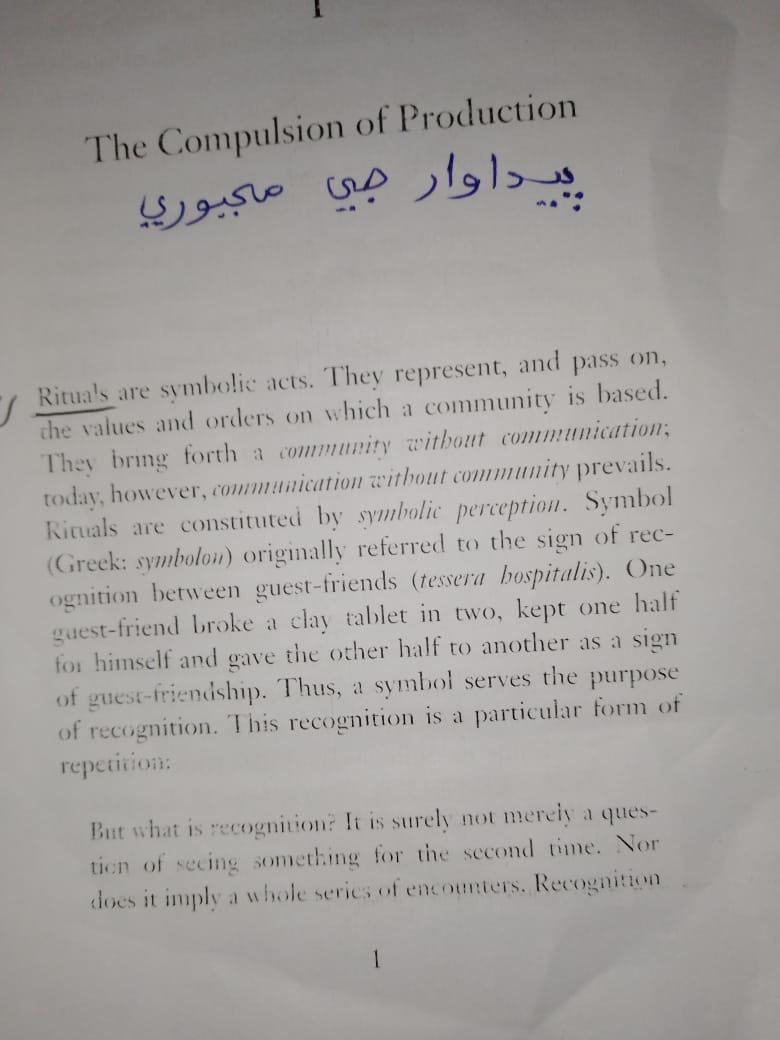 1
The Compulsion of Production
پيداوار جي مجبوري
Rituals are symbolic acts. They represent, and pass on,
the values and orders on which a community is based.
They bring forth a community without communication;
today, however, communication without community prevails.
Rituals are constituted by symbolic perception. Symbol
(Greek: symbolon) originally referred to the sign of rec-
ognition between guest-friends (tessera hospitalis). One
guest-friend broke a clay tablet in two, kept one half
for himself and gave the other half to another as a sign
of guest-friendship. Thus, a symbol serves the purpose
of recognition. This recognition is a particular form of
repetition:
But what is recognition? It is surely not merely a ques-
tion of seeing something for the second time. Nor
does it imply a whole series of encounters. Recognition
1